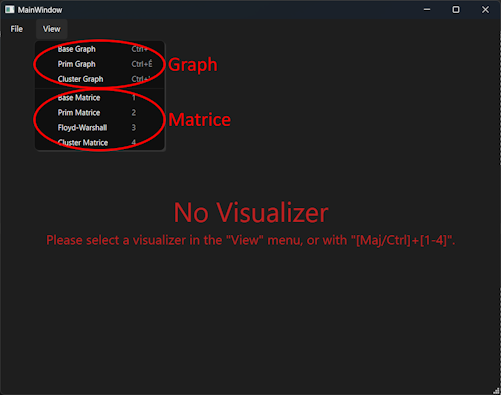 MainWindow
File View
Base Graph
Prim Graph Ctrl+É
Cluster Graph
Graph
Base Matrice 1
Prim Matrice 2
Floyd-Warshall 3
Cluster Matrice 4
Matrice
No Visualizer
Please select a visualizer in the "View" menu, or with "[Maj/Ctrl]+[1-4]".